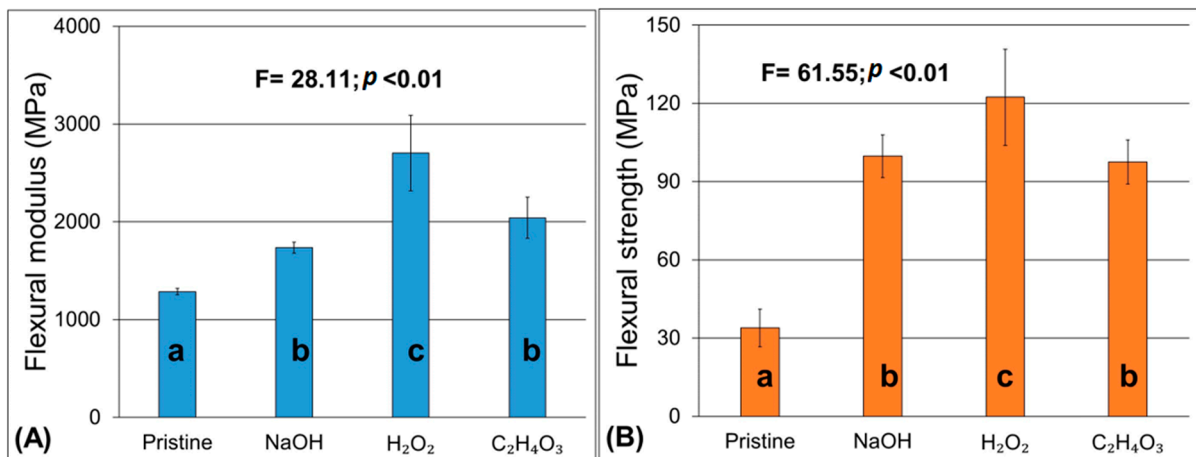 4000
3000
2000
1000
0
Flexural modulus (MPa)
F= 28.11; p <0.01
a
b
c
b
Pristine
NaOH
H₂O₂
C₂H₄O₃
(A)
150
120
90
60
30
0
Flexural strength (MPa)
F= 61.55; p <0.01
a
b
c
b
Pristine
NaOH
H₂O₂
C₂H₄O₃
(B)